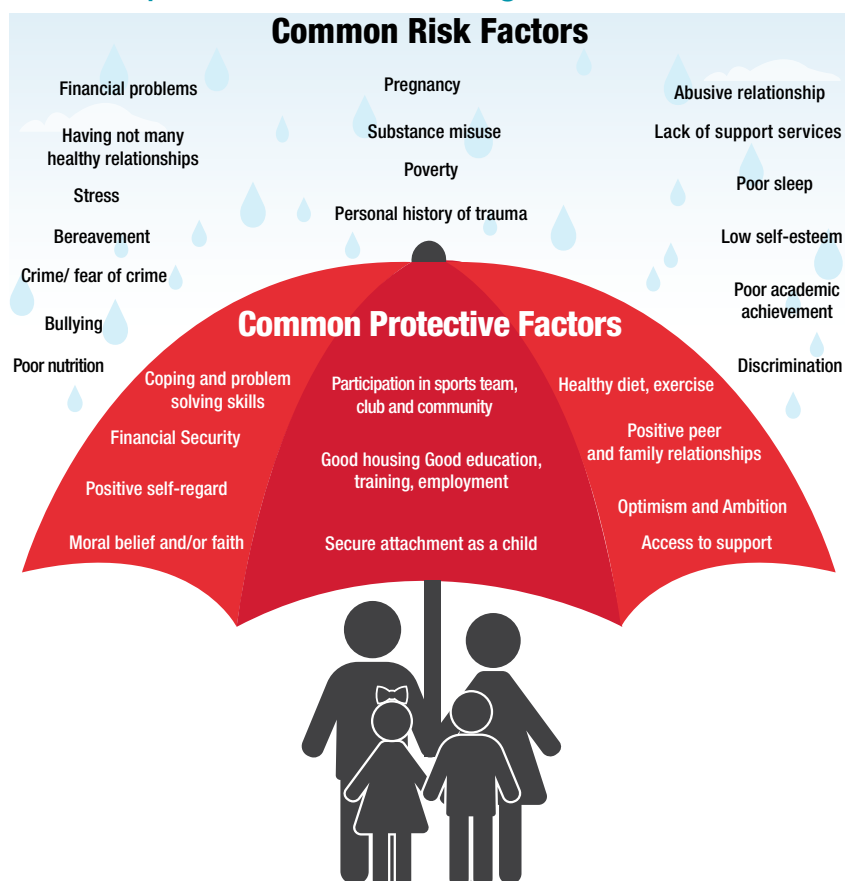 Common Risk Factors
Financial problems
Having not many
healthy relationships
Stress
Bereavement
Crime/ fear of crime
Bullying
Poor nutrition
Pregnancy
Substance misuse
Poverty
Personal history of trauma
Abusive relationship
Lack of support services
Poor sleep
Low self-esteem
Poor academic
achievement
Discrimination
Common Protective Factors
Coping and problem
solving skills
Financial Security
Positive self-regard
Moral belief and/or faith
Participation in sports team,
club and community
Good housing Good education,
training, employment
Secure attachment as a child
Healthy diet, exercise
Positive peer
and family relationships
Optimism and Ambition
Access to support